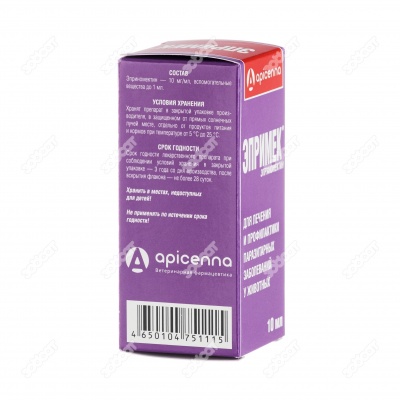 СОСТАВ
Эприномектин — 10 мг/мл, вспомогательные
вещества до 1 мл.
УСЛОВИЯ ХРАНЕНИЯ
Хранят препарат в закрытой упаковке произ-
водителя, в защищенном от прямых солнечных
лучей месте, отдельно от продуктов питания
и кормов при температуре от 5 °С до 25 °С.
СРОК ГОДНОСТИ
Срок годности лекарственного препарата при
соблюдении условий хранения в закрытой
упаковке — 3 года со дня производства, после
вскрытия флакона — не более 28 суток.
Хранить в местах, недоступных
для детей!
Не применять по истечении срока
годности!
apicenna
Ветеринарная фармацевтика
4 650104 751115
apicenna
ЭПРИМЕК
ДЛЯ ЛЕЧЕНИЯ
И ПРОФИЛАКТИКИ
ПАРАЗИТАРНЫХ
ЗАБОЛЕВАНИЙ
У ЖИВОТНЫХ
10 мл